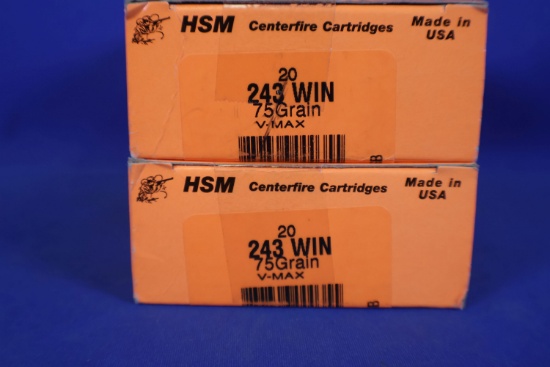 HSM Centerfire Cartridges Made in
USA
20
243 WIN
75Grain
V-MAX
B
HSM Centerfire Cartridges Made in
USA
20
243 WIN
75Grain
V-MAX
B